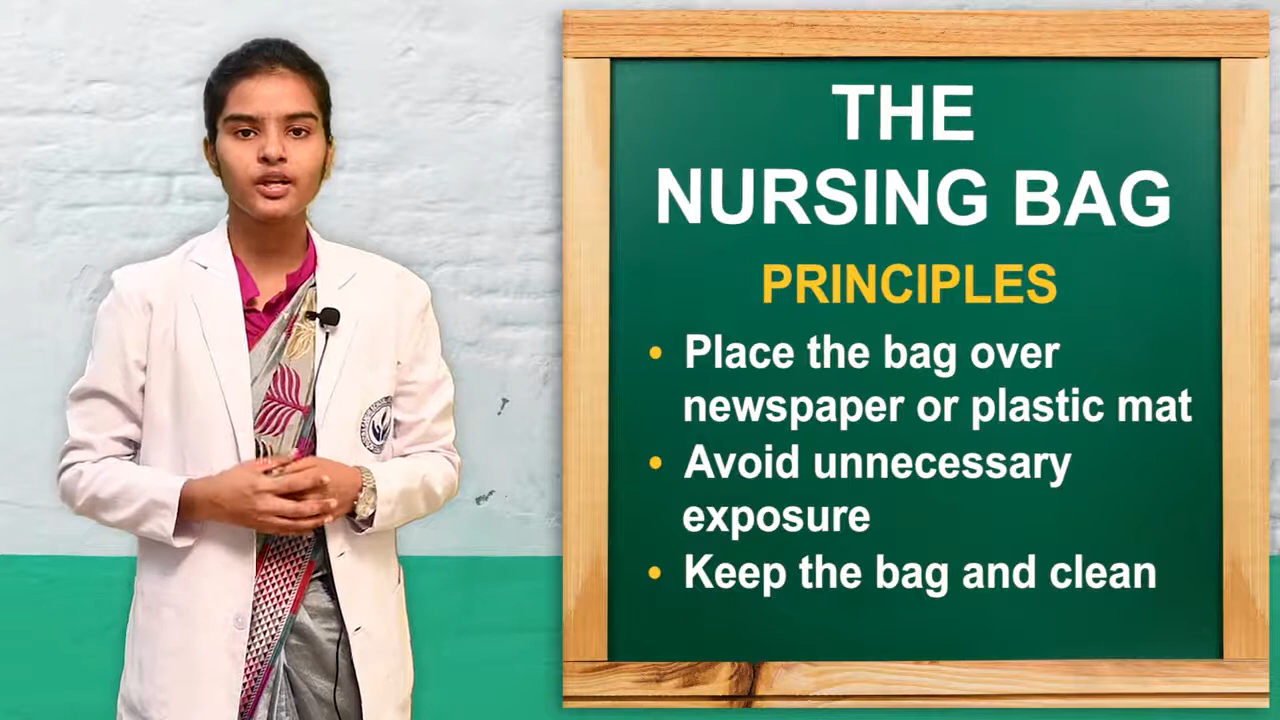 THE
NURSING BAG
PRINCIPLES
• Place the bag over
newspaper or plastic mat
• Avoid unnecessary
exposure
• Keep the bag and clean